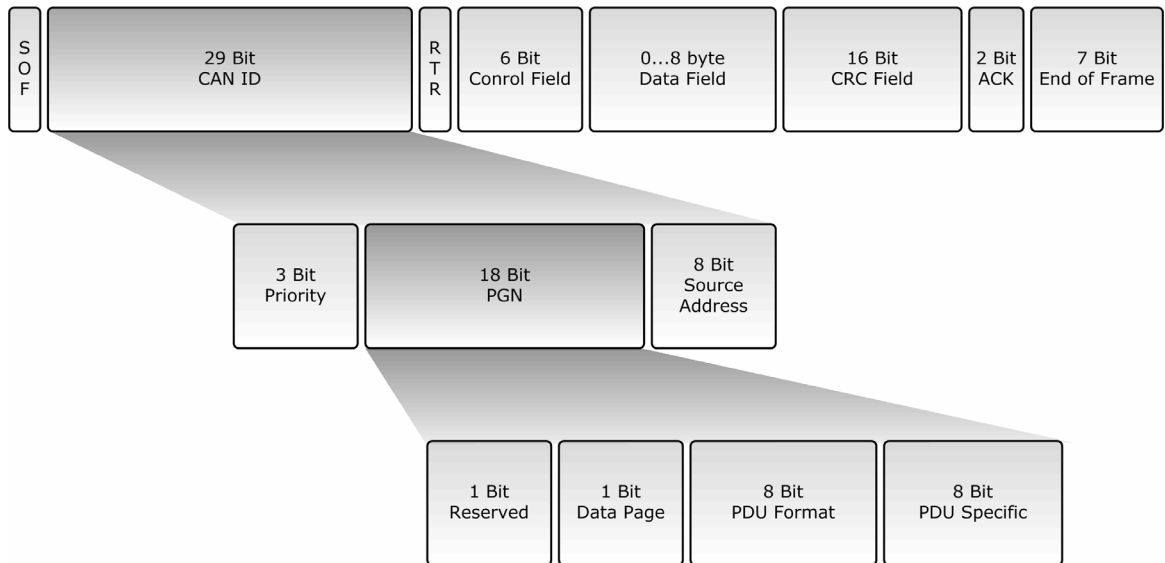 S
O
F
29 Bit
CAN ID
R
T
R
6 Bit
Conrol Field
0...8 byte
Data Field
16 Bit
CRC Field
2 Bit
ACK
7 Bit
End of Frame
3 Bit
Priority
18 Bit
PGN
8 Bit
Source
Address
1 Bit
Reserved
1 Bit
Data Page
8 Bit
PDU Format
8 Bit
PDU Specific